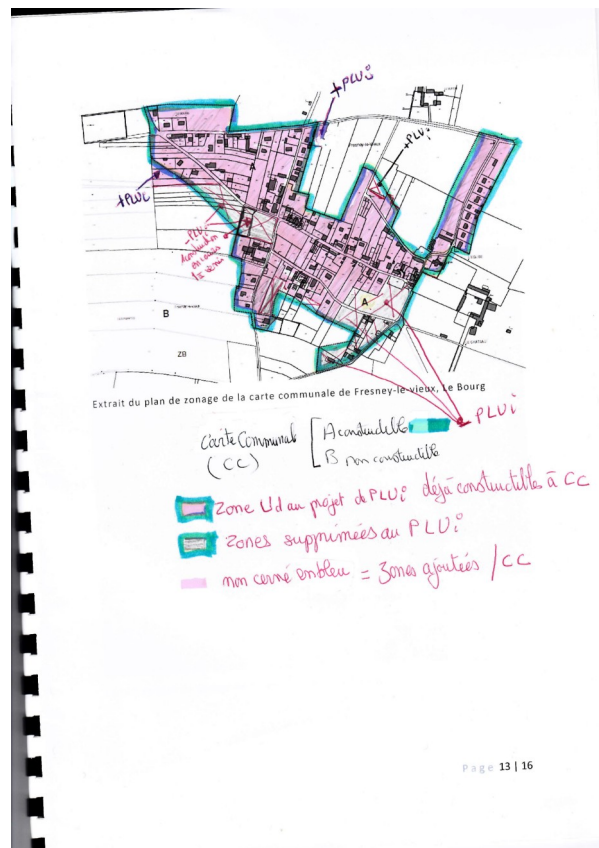 +PLUi
-PLUi
+PLUi
-PLUi
A
B
ZB
Extrait du plan de zonage de la carte communale de Fresney-le-vieux, Le Bourg
- PLUi
Carte Communal
(CC)
A constructible
B non constructible
Zone Ud au projet de PLUi déjà constructibles à CC
Zones supprimées au PLUi
non cerné en bleu = Zones ajoutées / CC
Page 13 | 16